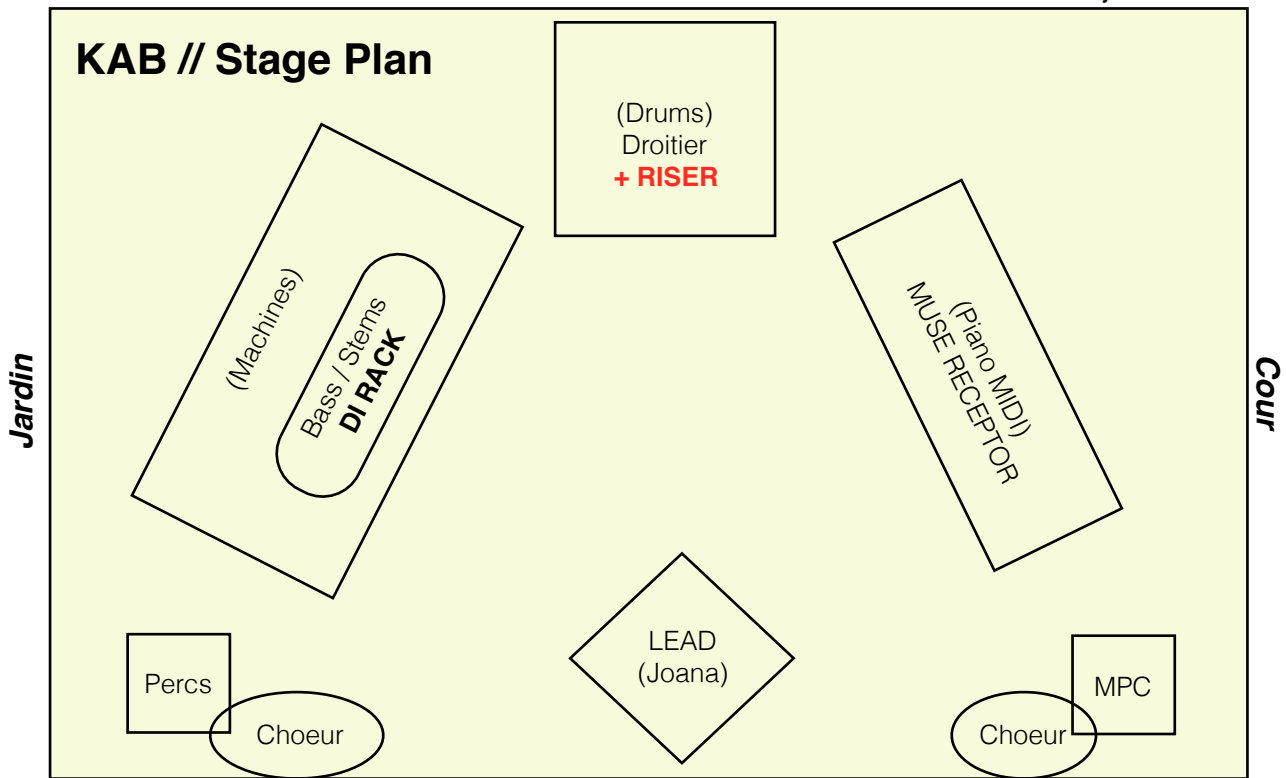 KAB // Stage Plan
(Drums)
Droitier
+ RISER
(Machines)
Bass / Stems
DI RACK
(Piano MIDI)
MUSE RECEPTOR
Jardin
Cour
LEAD
(Joana)
Percs
Choeur
Choeur
MPC